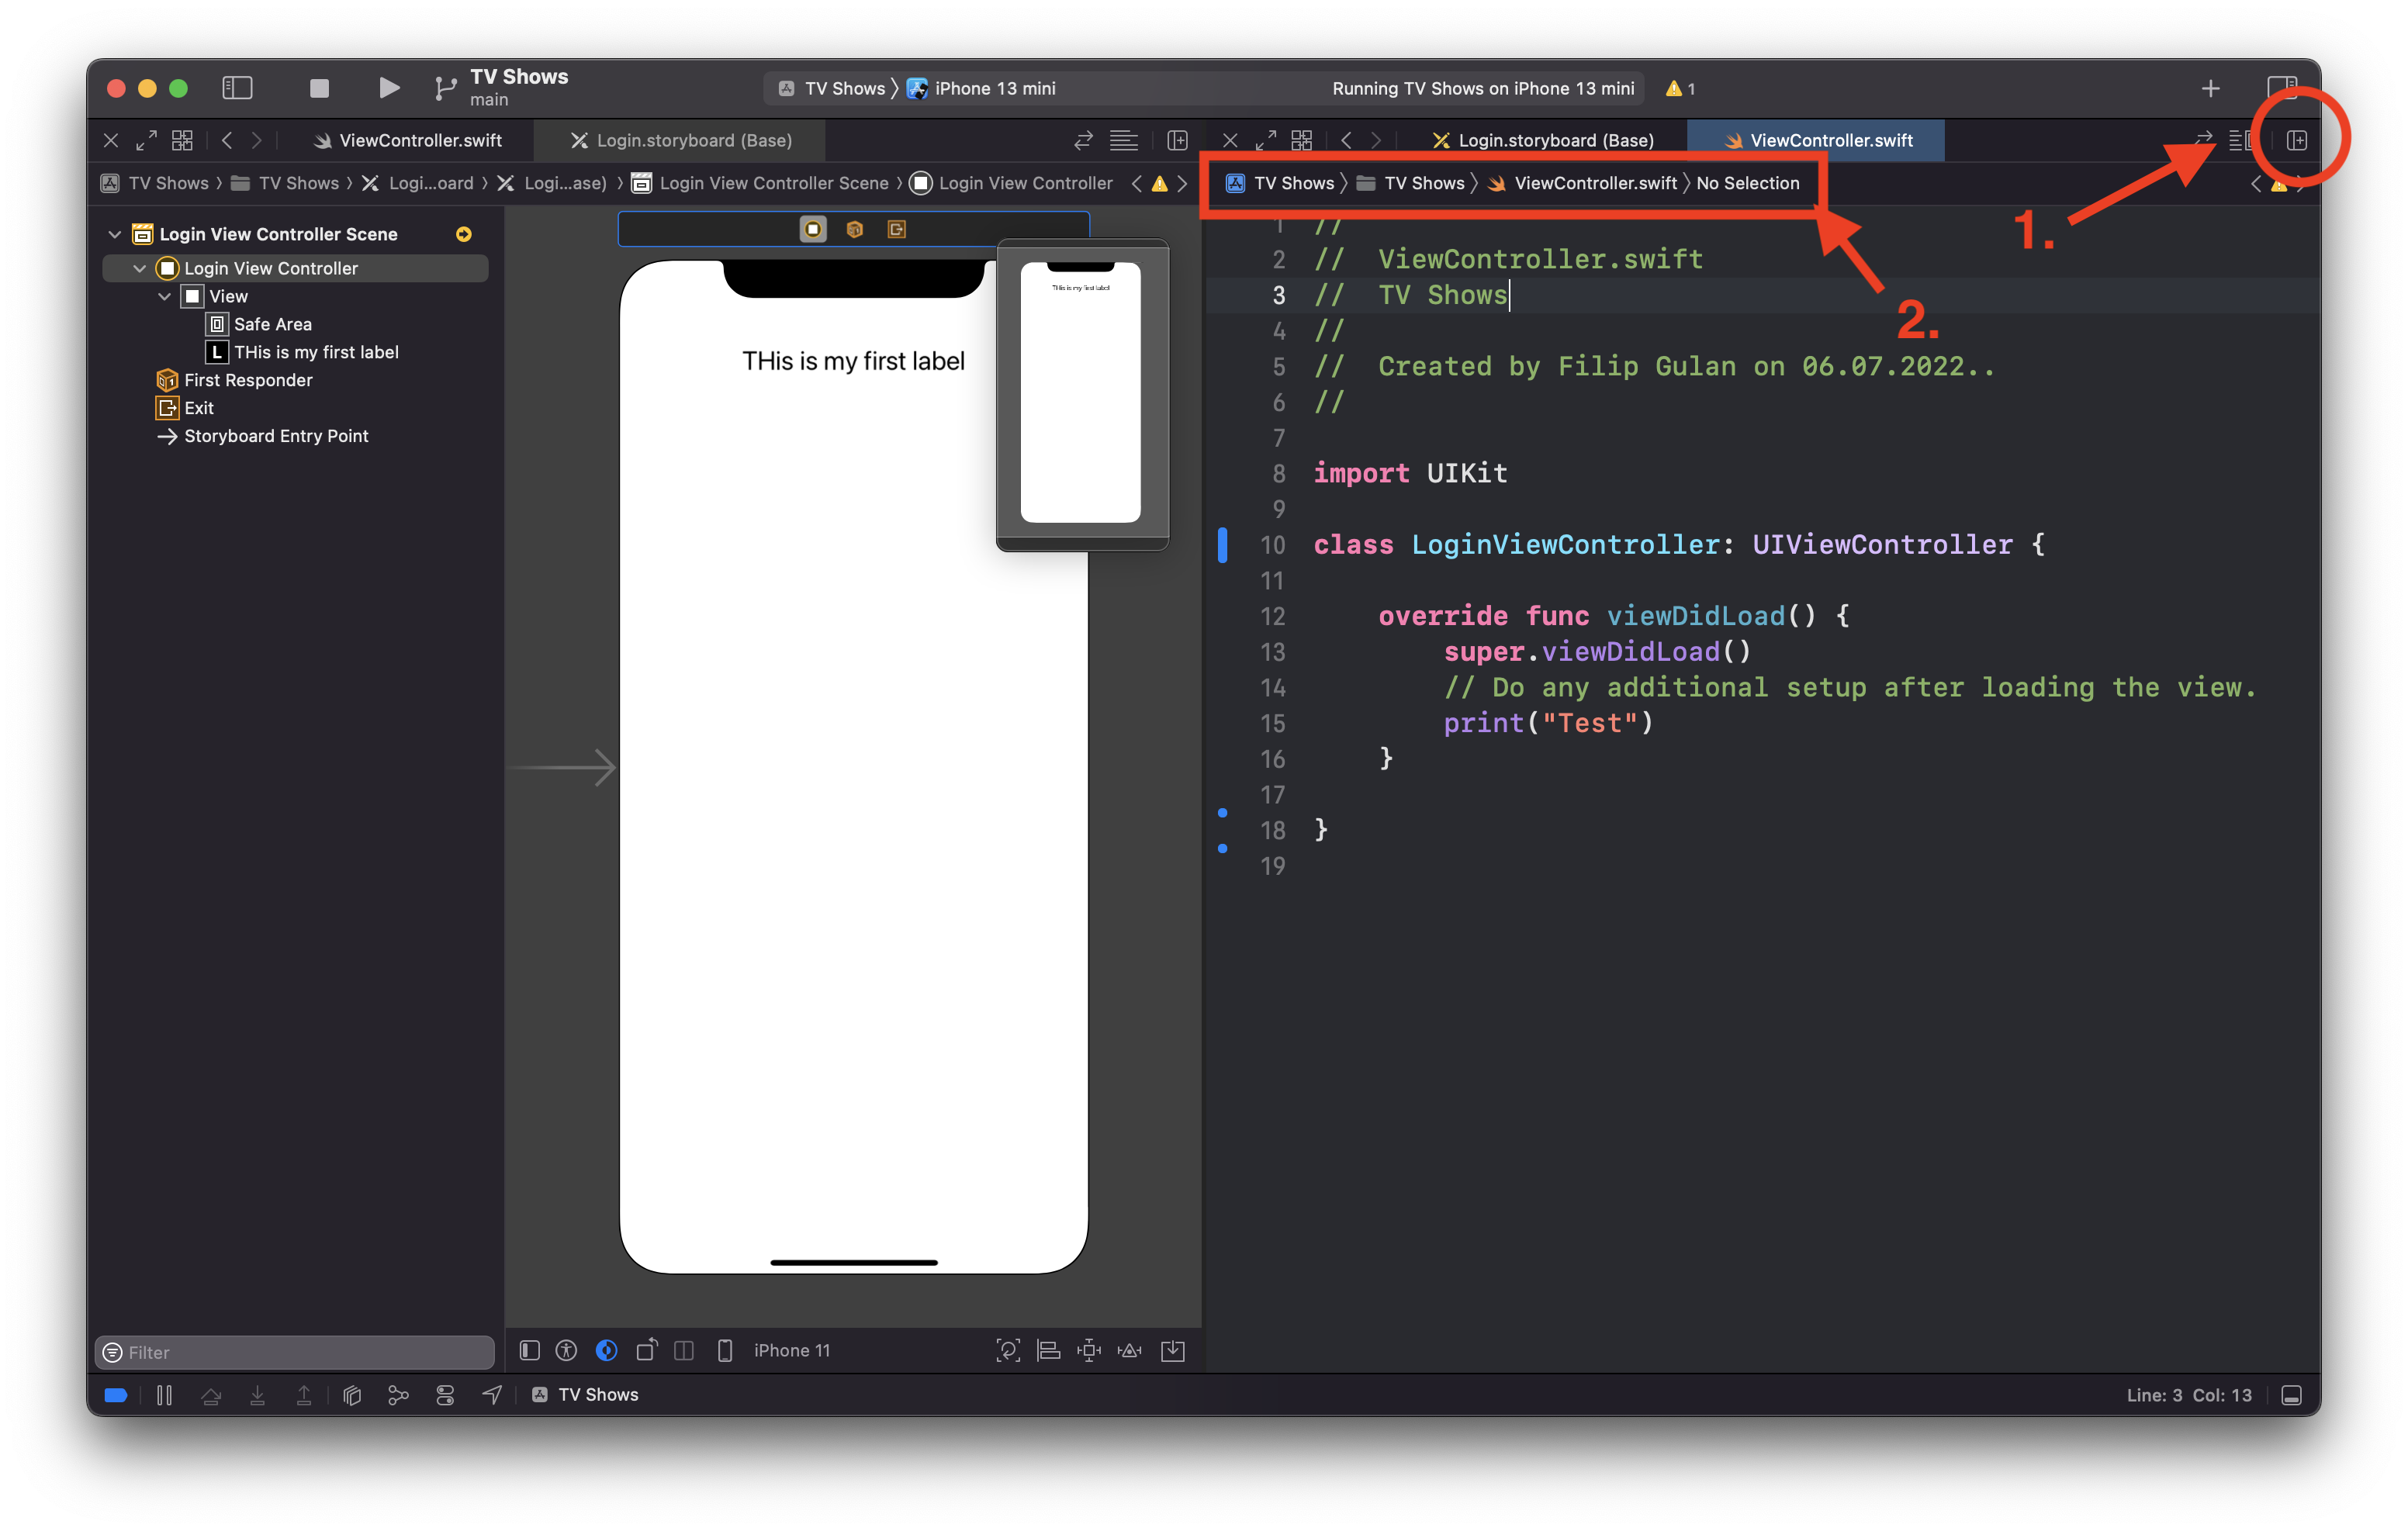 TV Shows
main
TV Shows 〉 iPhone 13 mini
Running TV Shows on iPhone 13 mini
1
ViewController.swift
Login.storyboard (Base)
Login.storyboard (Base)
ViewController.swift
TV Shows 〉 TV Shows 〉 Logi...oard 〉 Logi...ase) 〉 Login View Controller Scene 〉 Login View Controller
TV Shows 〉 TV Shows 〉 ViewController.swift 〉 No Selection
1.
2.
Login View Controller Scene
Login View Controller
View
Safe Area
L THis is my first label
First Responder
Exit
Storyboard Entry Point
THis is my first label
THis is my first label
1 //
2 //  ViewController.swift
3 //  TV Shows
4 //
5 //  Created by Filip Gulan on 06.07.2022..
6 //
7
8 import UIKit
9
10 class LoginViewController: UIViewController {
11
12     override func viewDidLoad() {
13         super.viewDidLoad()
14         // Do any additional setup after loading the view.
15         print("Test")
16     }
17
18 }
19
Filter
iPhone 11
TV Shows
Line: 3 Col: 13